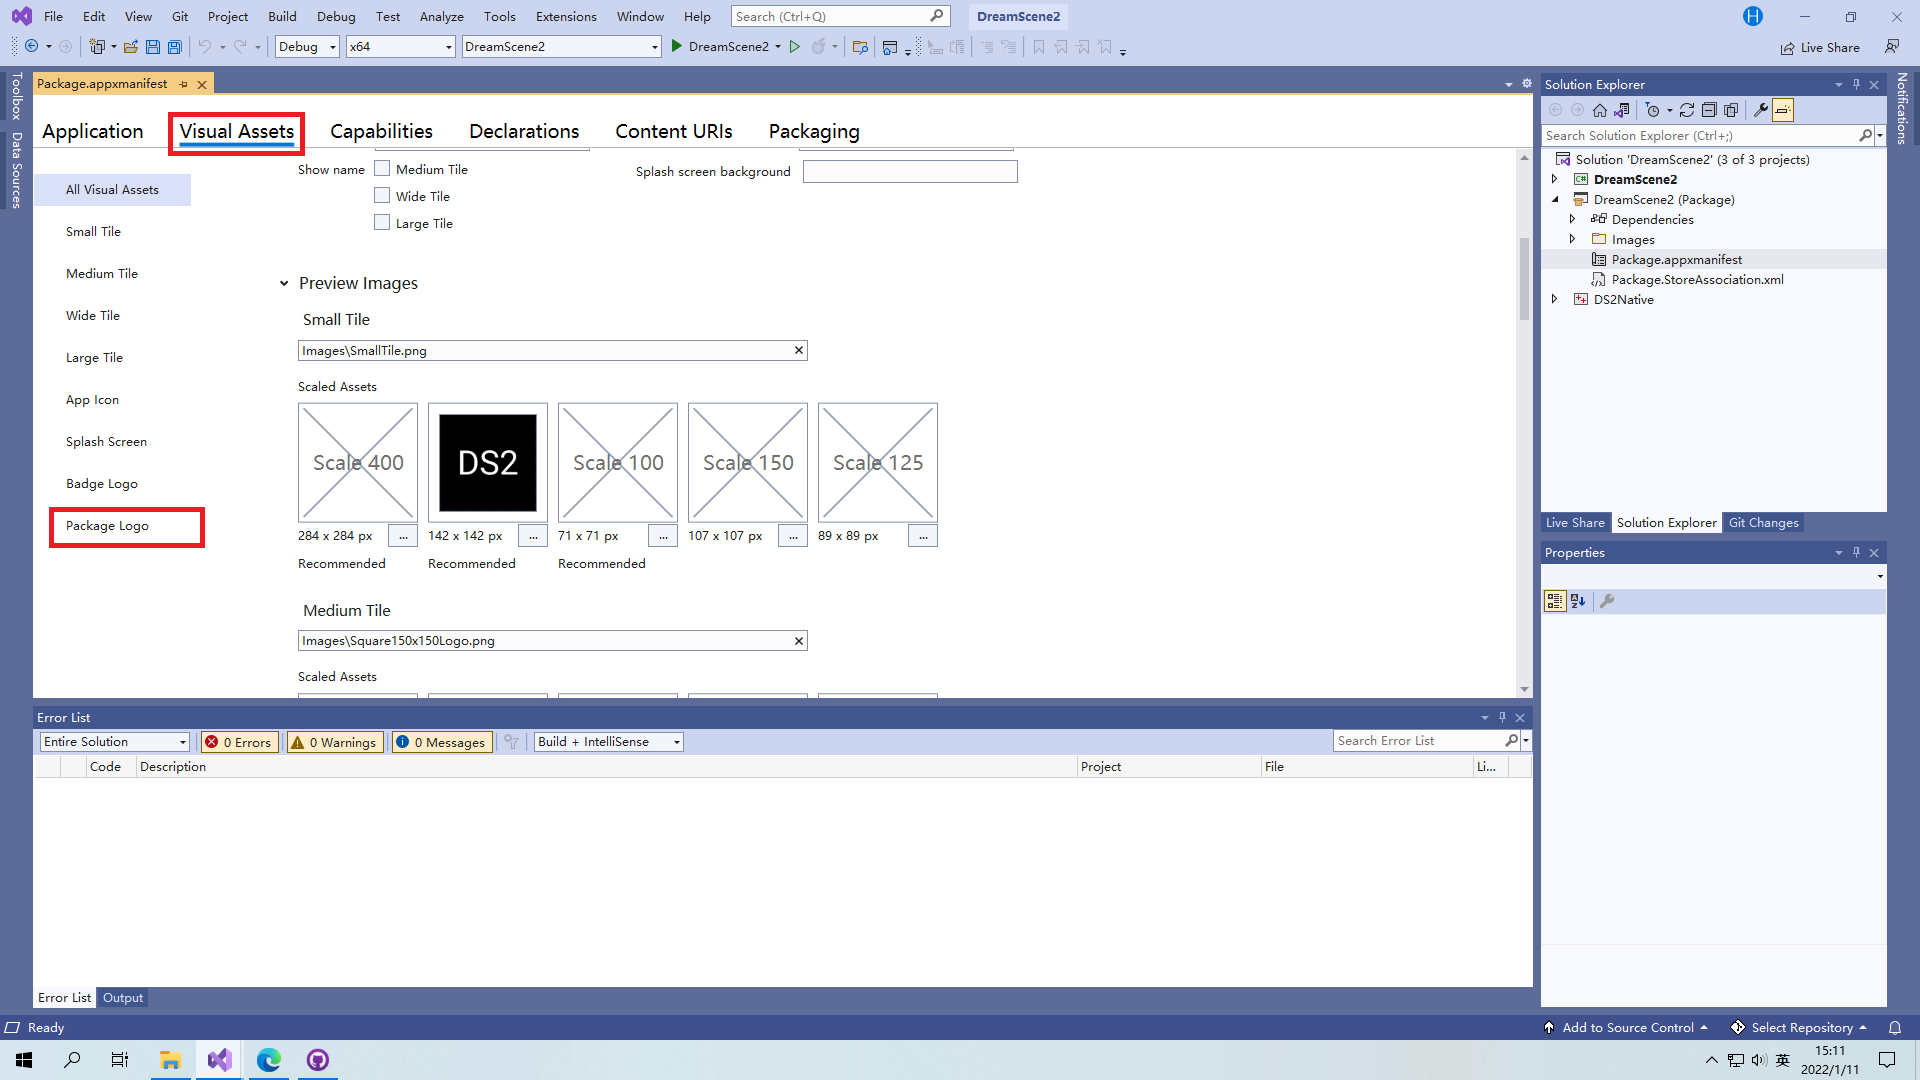 File Edit View Git Project Build Debug Test Analyze Tools Extensions Window Help Search (Ctrl+Q) DreamScene2
Debug x64 DreamScene2 DreamScene2 Live Share
Toolbox
Data Sources
Package.appxmanifest
Application Visual Assets Capabilities Declarations Content URIs Packaging
All Visual Assets
Small Tile
Medium Tile
Wide Tile
Large Tile
App Icon
Splash Screen
Badge Logo
Package Logo
Show name Medium Tile Splash screen background
Wide Tile
Large Tile
Preview Images
Small Tile
Images\SmallTile.png
Scaled Assets
Scale 400 DS2 Scale 100 Scale 150 Scale 125
284 x 284 px ... 142 x 142 px ... 71 x 71 px ... 107 x 107 px ... 89 x 89 px ...
Recommended Recommended Recommended
Medium Tile
Images\Square150x150Logo.png
Scaled Assets
Solution Explorer
Search Solution Explorer (Ctrl+;)
Solution 'DreamScene2' (3 of 3 projects)
C# DreamScene2
DreamScene2 (Package)
Dependencies
Images
Package.appxmanifest
Package.StoreAssociation.xml
DS2Native
Live Share Solution Explorer Git Changes
Properties
Notifications
Error List
Entire Solution 0 Errors 0 Warnings 0 Messages Build + IntelliSense Search Error List
Code Description Project File Li...
Error List Output
Ready Add to Source Control Select Repository
英 15:11
2022/1/11